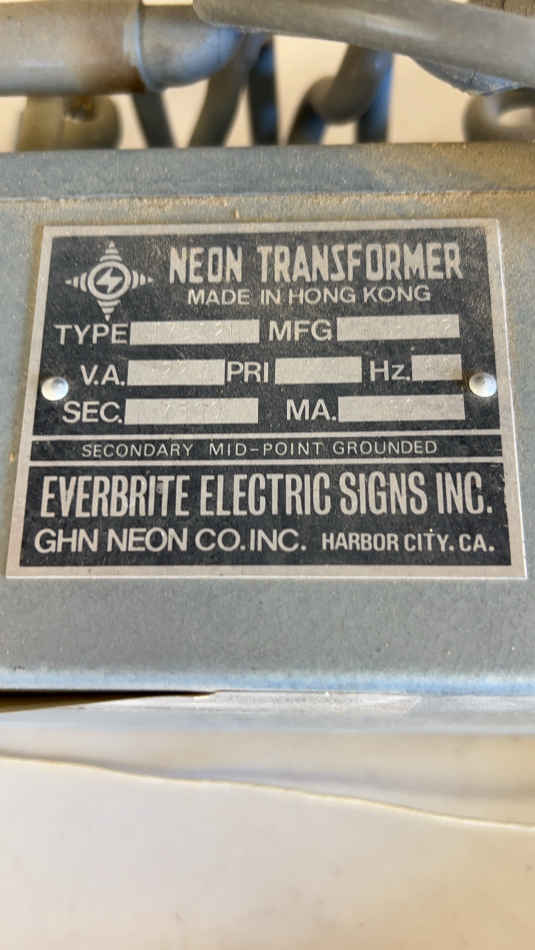 NEON TRANSFORMER
MADE IN HONG KONG
TYPE MFG
V.A. PRI Hz.
SEC. MA.
SECONDARY MID-POINT GROUNDED
EVERBRITE ELECTRIC SIGNS INC.
GHN NEON CO. INC. HARBOR CITY. CA.